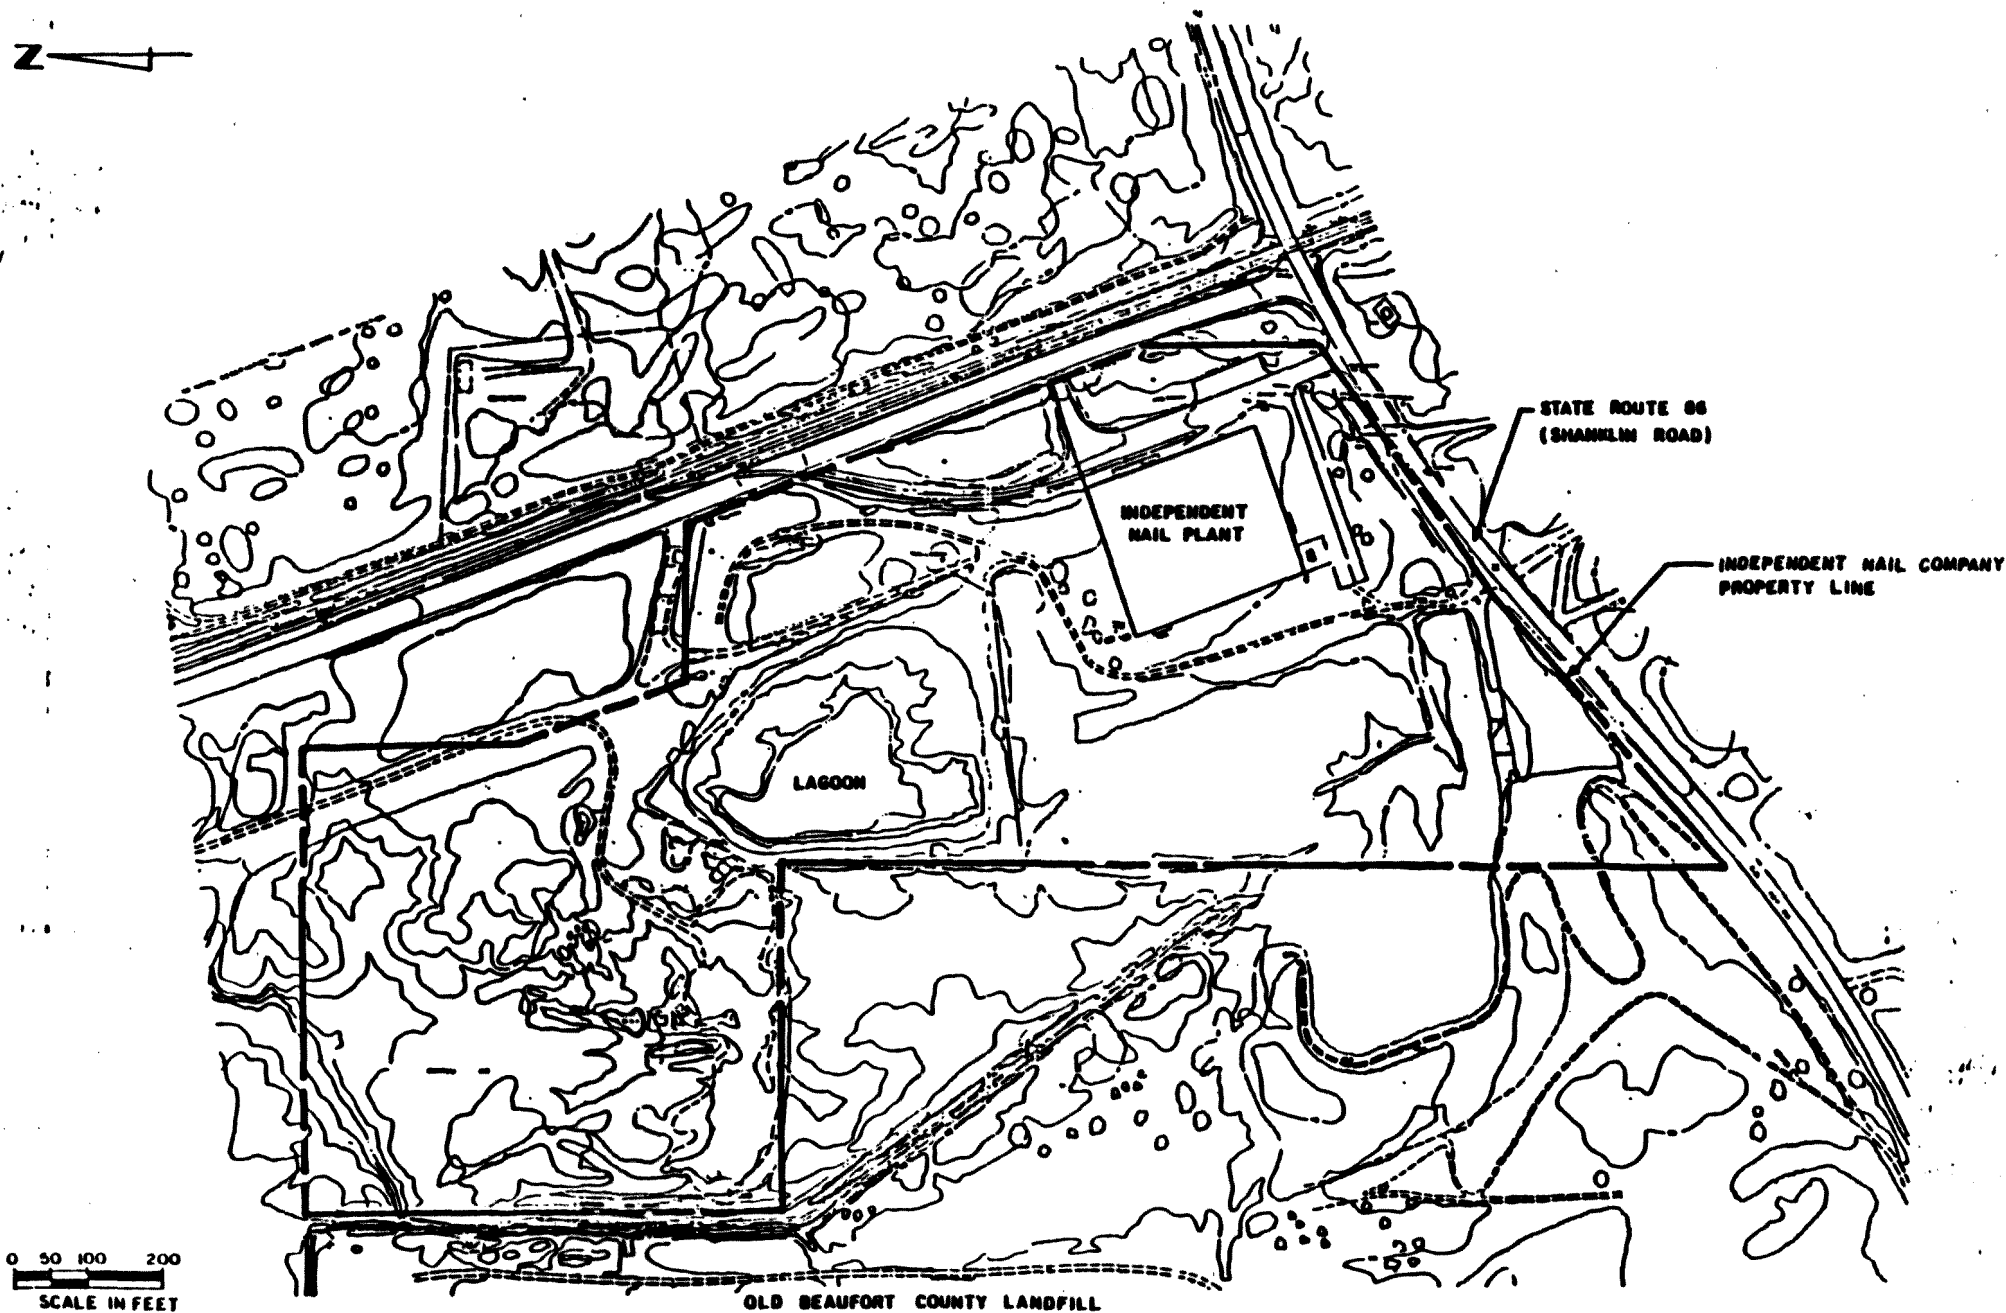 Z
STATE ROUTE 86
(SHANKLIN ROAD)
INDEPENDENT
NAIL PLANT
INDEPENDENT NAIL COMPANY
PROPERTY LINE
LAGOON
0 50 100 200
SCALE IN FEET
OLD BEAUFORT COUNTY LANDFILL